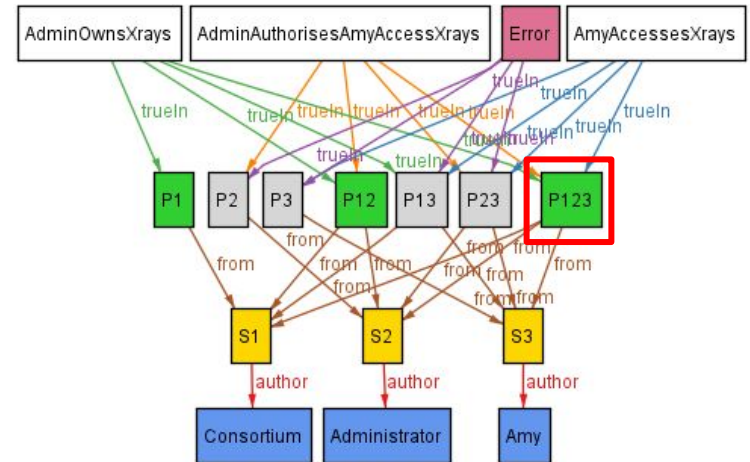 AdminOwnsXrays AdminAuthorisesAmyAccessXrays Error AmyAccessesXrays
trueIn
trueIn trueIn trueIn trueIn trueIn trueIn
trueIn trueIn
trueIn trueIn
P1 P2 P3 P12 P13 P23 P123
from from from
from from from from from from
from
from from
S1 S2 S3
author author author
Consortium Administrator Amy